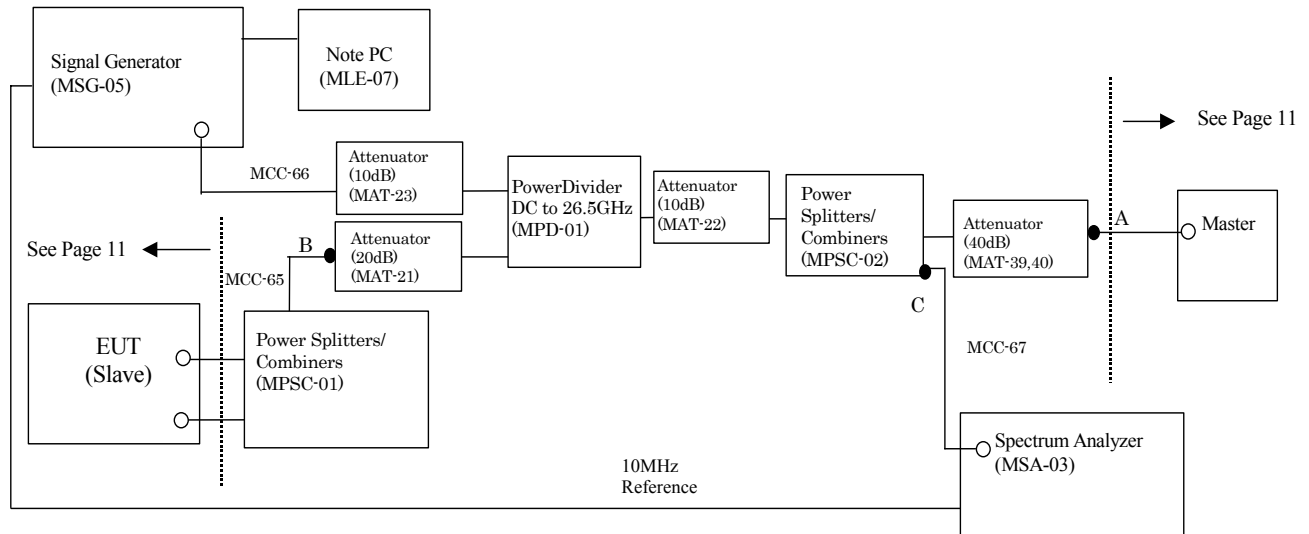 Signal Generator
(MSG-05)
Note PC
(MLE-07)
See Page 11
MCC-66
Attenuator
(10dB)
(MAT-23)
PowerDivider
DC to 26.5GHz
(MPD-01)
Attenuator
(10dB)
(MAT-22)
Power
Splitters/
Combiners
(MPSC-02)
Attenuator
(40dB)
(MAT-39,40)
A
Master
See Page 11
B
Attenuator
(20dB)
(MAT-21)
MCC-65
C
EUT
(Slave)
Power Splitters/
Combiners
(MPSC-01)
MCC-67
Spectrum Analyzer
(MSA-03)
10MHz
Reference